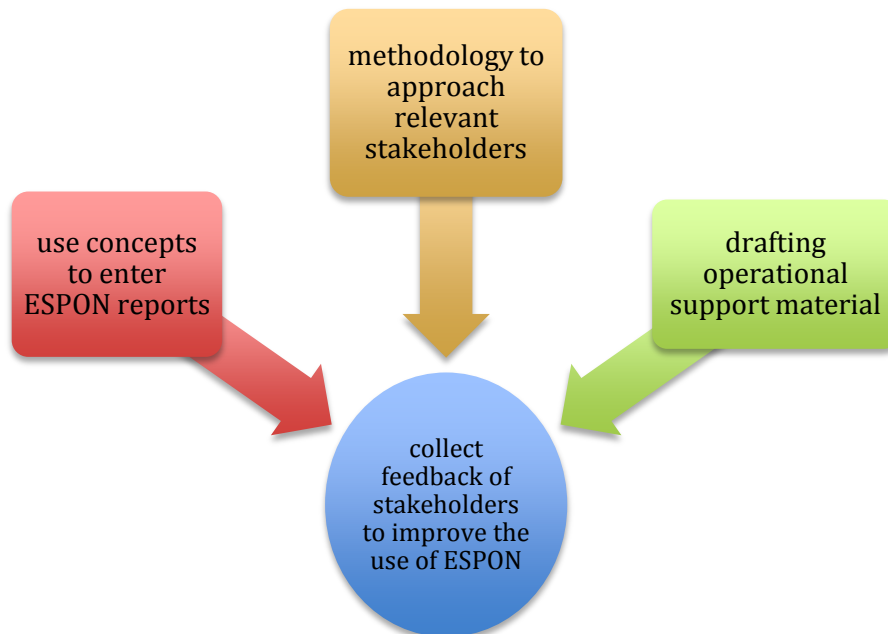 methodology to
approach
relevant
stakeholders
use concepts
to enter
ESPON reports
drafting
operational
support material
collect
feedback of
stakeholders
to improve the
use of ESPON